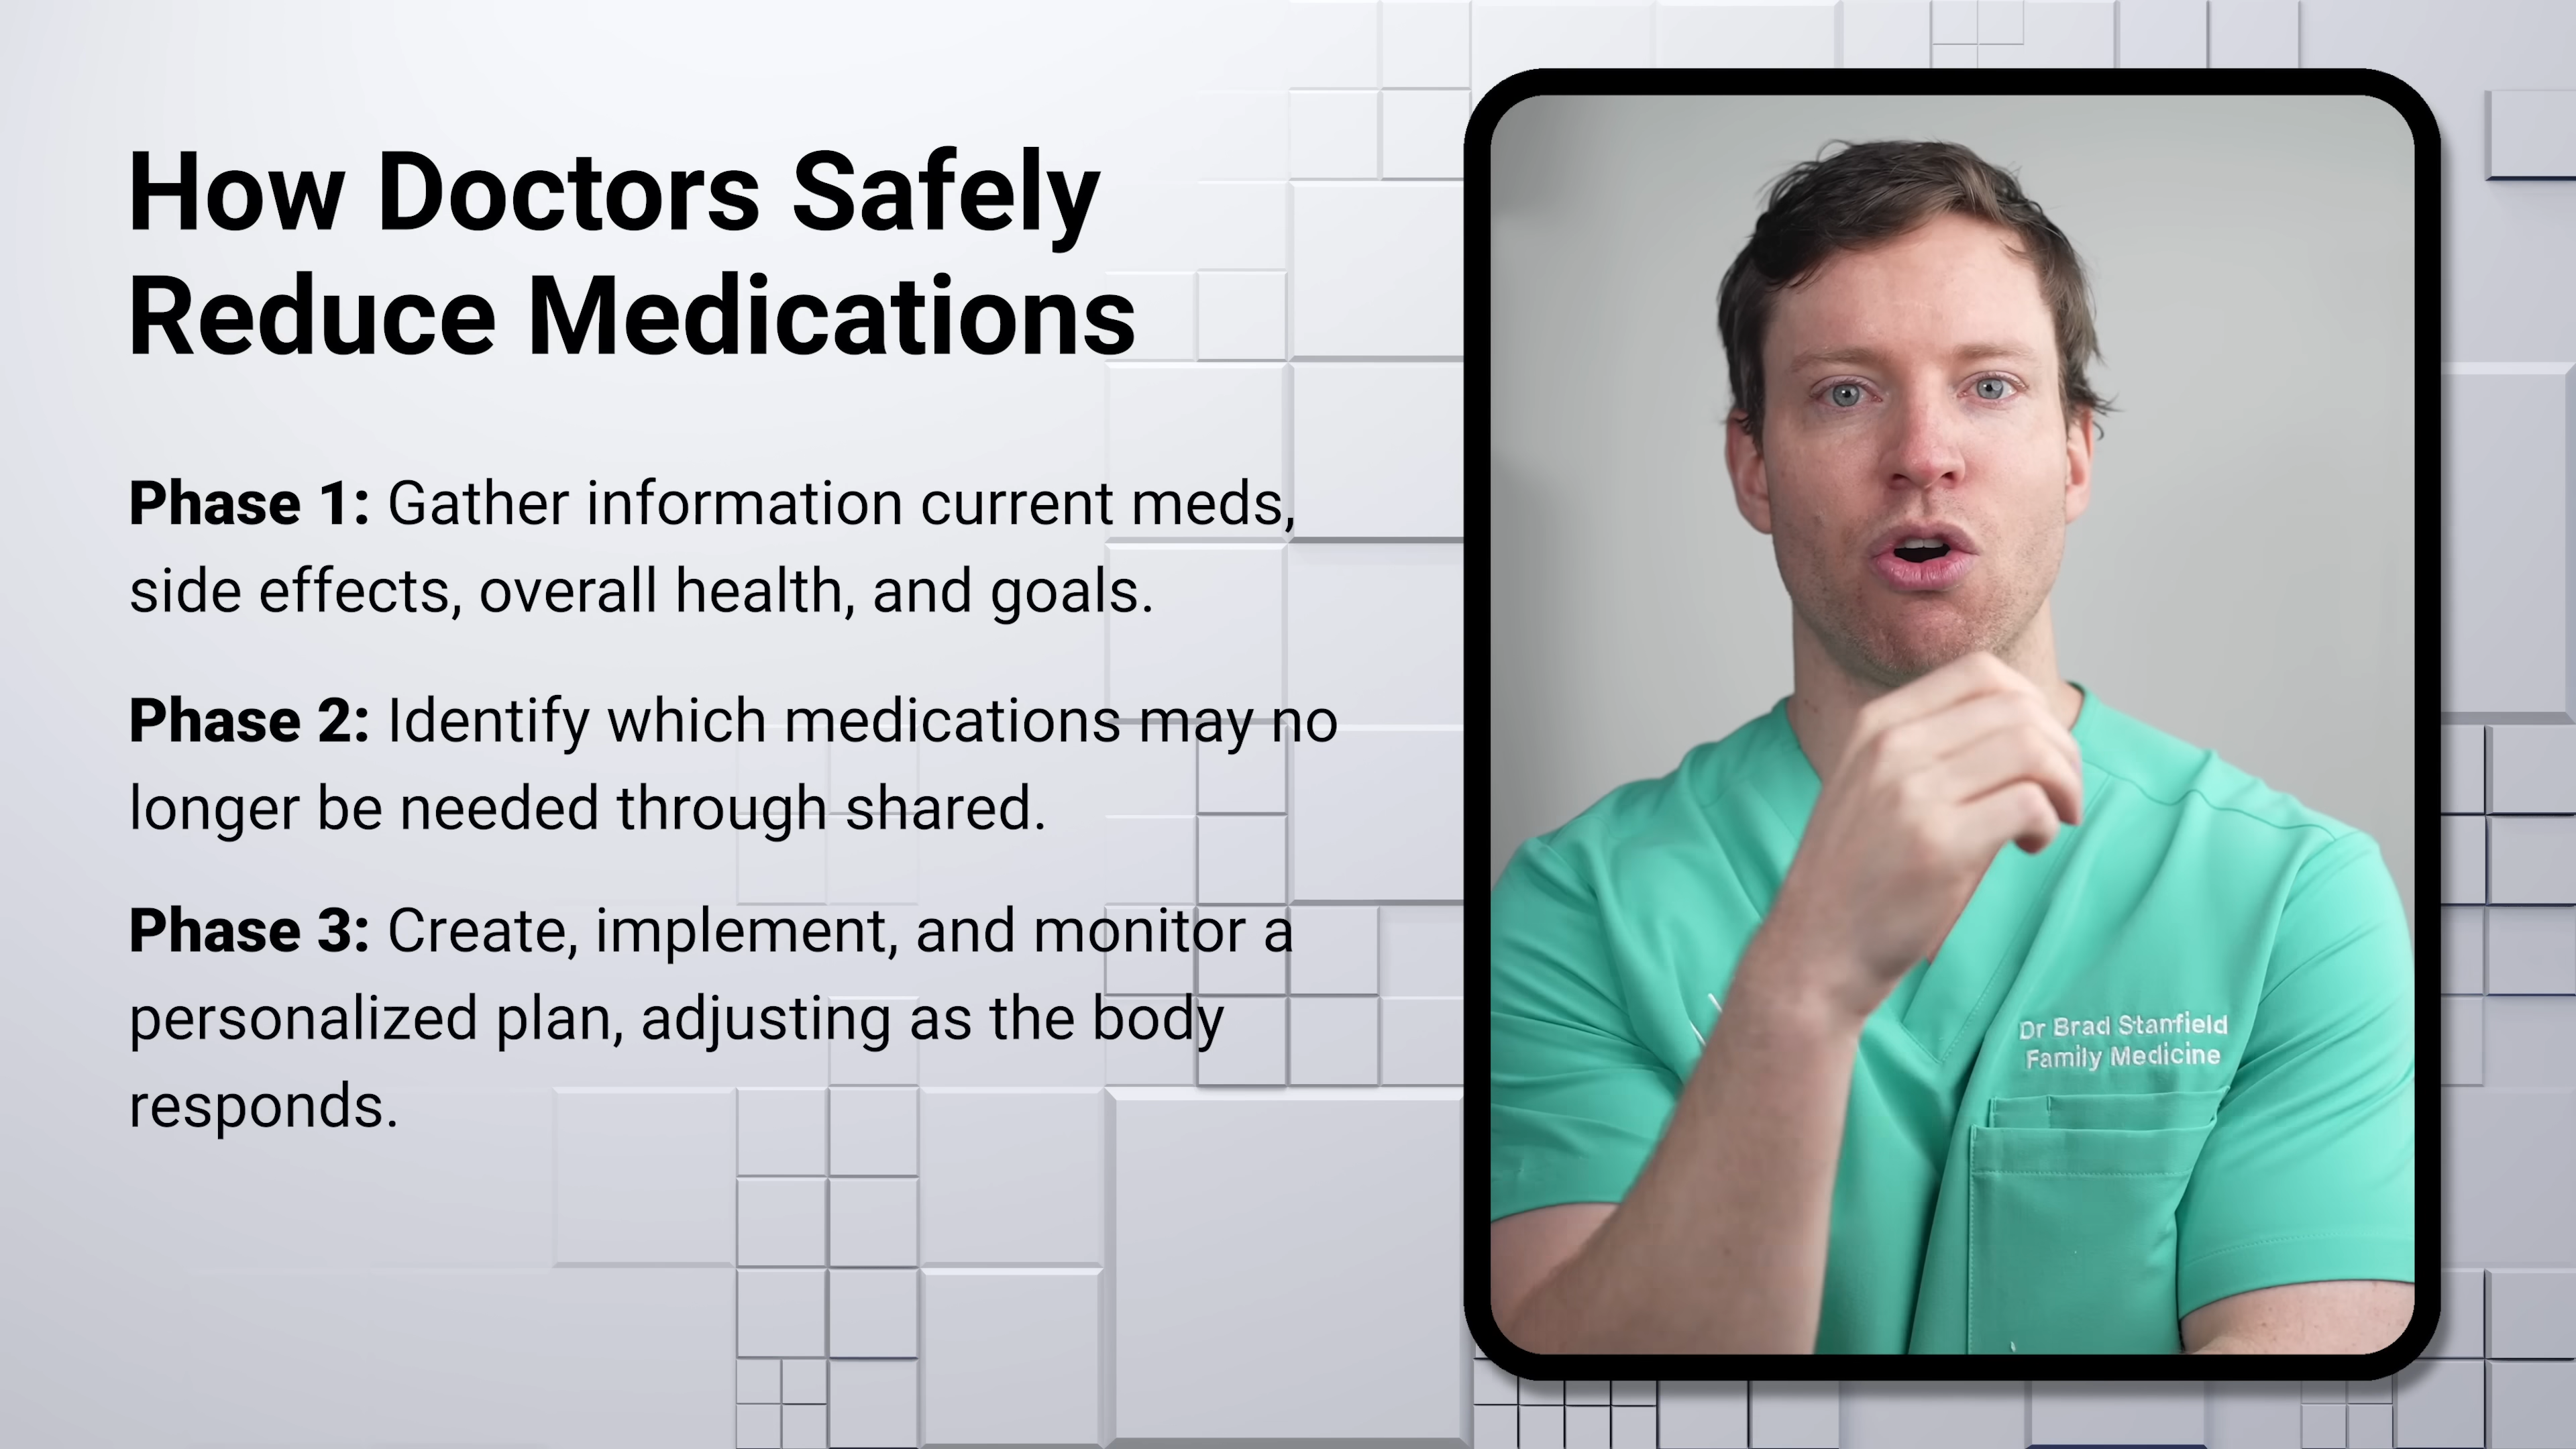 How Doctors Safely
Reduce Medications
Phase 1: Gather information current meds,
side effects, overall health, and goals.
Phase 2: Identify which medications may no
longer be needed through shared.
Phase 3: Create, implement, and monitor a
personalized plan, adjusting as the body
responds.
Dr Brad Stanfield
Family Medicine